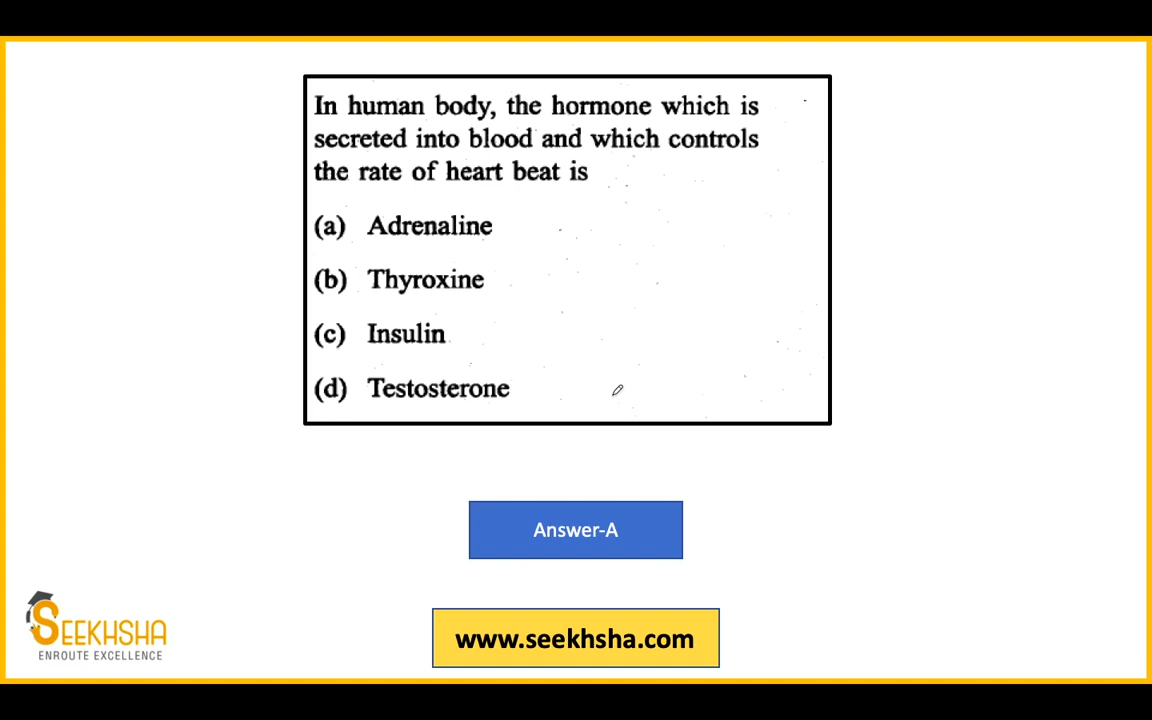 In human body, the hormone which is
secreted into blood and which controls
the rate of heart beat is
(a) Adrenaline
(b) Thyroxine
(c) Insulin
(d) Testosterone
Answer-A
SEEKHSHA
ENROUTE EXCELLENCE
www.seekhsha.com